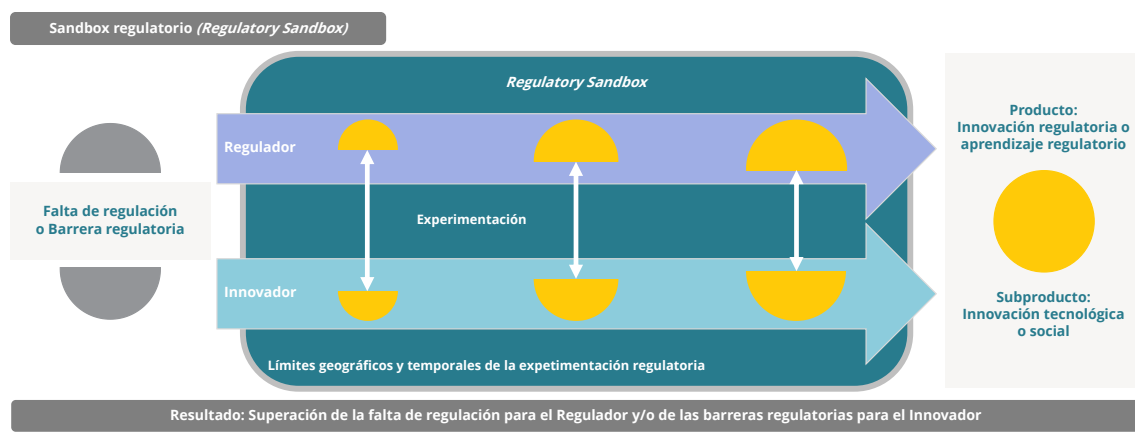 Sandbox regulatorio (Regulatory Sandbox)
Regulatory Sandbox
Regulador
Falta de regulación
o Barrera regulatoria
Experimentación
Innovador
Límites geográficos y temporales de la expetimentación regulatoria
Producto:
Innovación regulatoria o
aprendizaje regulatorio
Subproducto:
Innovación tecnológica
o social
Resultado: Superación de la falta de regulación para el Regulador y/o de las barreras regulatorias para el Innovador